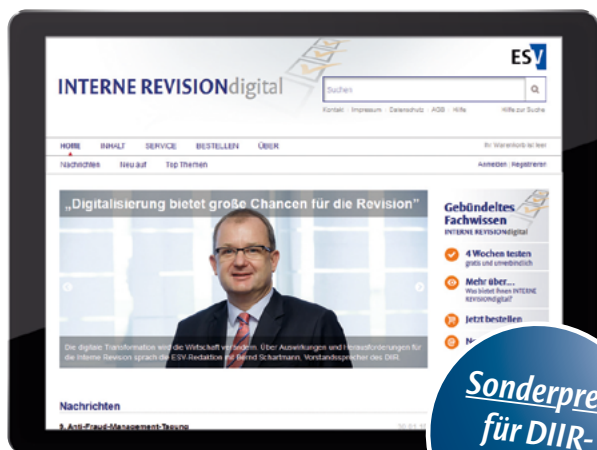 ESV
INTERNE REVISIONdigital
Suchen
Kontakt | Impressum | Datenschutz | AGB | Hilfe
Hilfe zur Suche
HOME INHALT SERVICE BESTELLEN ÜBER
Ihr Warenkorb ist leer
Nachrichten Neu auf Top Themen
Anmelden | Registrieren
„Digitalisierung bietet große Chancen für die Revision”
Die digitale Transformation wird die Wirtschaft verändern. Über Auswirkungen und Herausforderungen für
die Interne Revision sprach die ESV-Redaktion mit Bernd Schartmann, Vorstandssprecher des DIIR.
Gebündeltes
Fachwissen
INTERNE REVISIONdigital
4 Wochen testen
gratis und unverbindlich
Mehr über...
Was bietet Ihnen INTERNE
REVISIONdigital?
Jetzt bestellen
Nachrichten
9. Anti-Fraud-Management-Tagung
Sonderpre
für DIIR-